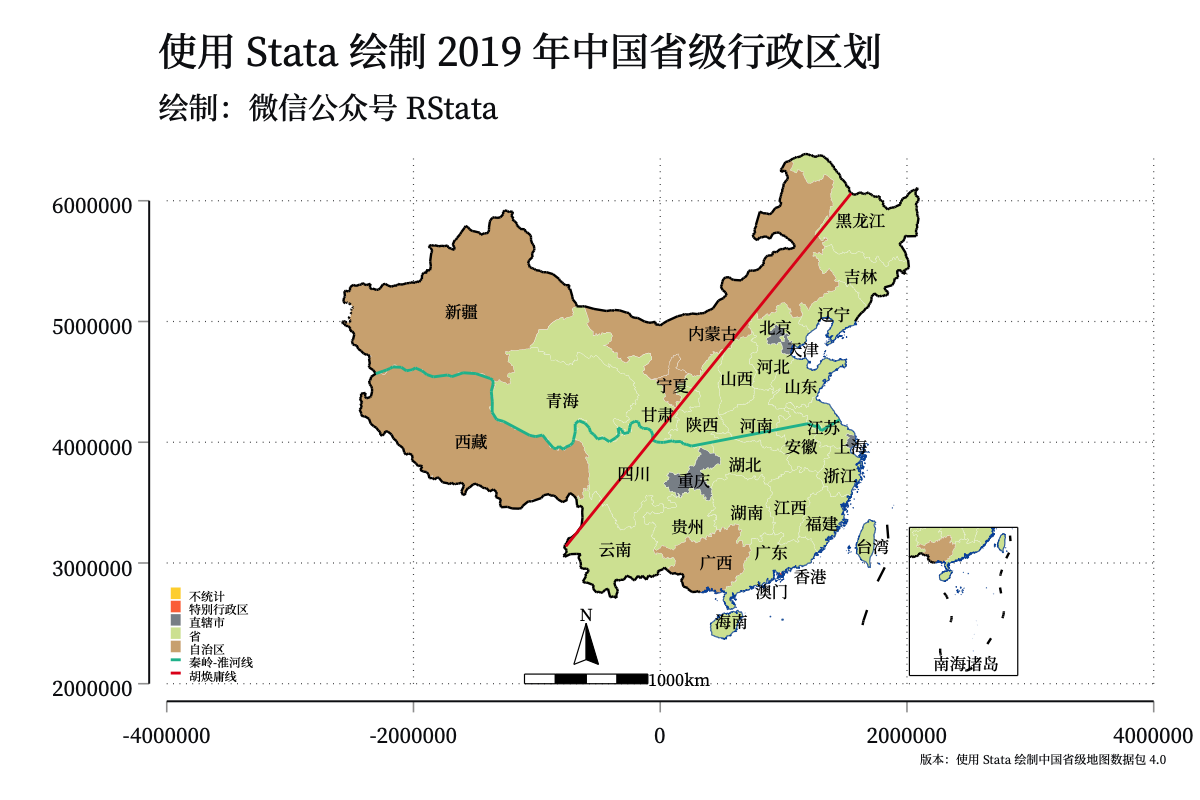 使用 Stata 绘制 2019 年中国省级行政区划
绘制：微信公众号 RStata
6000000
5000000
4000000
3000000
2000000
黑龙江
吉林
辽宁
新疆
内蒙古
北京
天津
河北
山西
山东
宁夏
青海
甘肃
陕西
河南
江苏
西藏
安徽
上海
四川
重庆
湖北
浙江
湖南
江西
贵州
福建
云南
广西
广东
台湾
香港
澳门
海南
南海诸岛
不统计
特别行政区
直辖市
省
自治区
秦岭-淮河线
胡焕庸线
N
1000km
-4000000
-2000000
0
2000000
4000000
版本：使用 Stata 绘制中国省级地图数据包 4.0